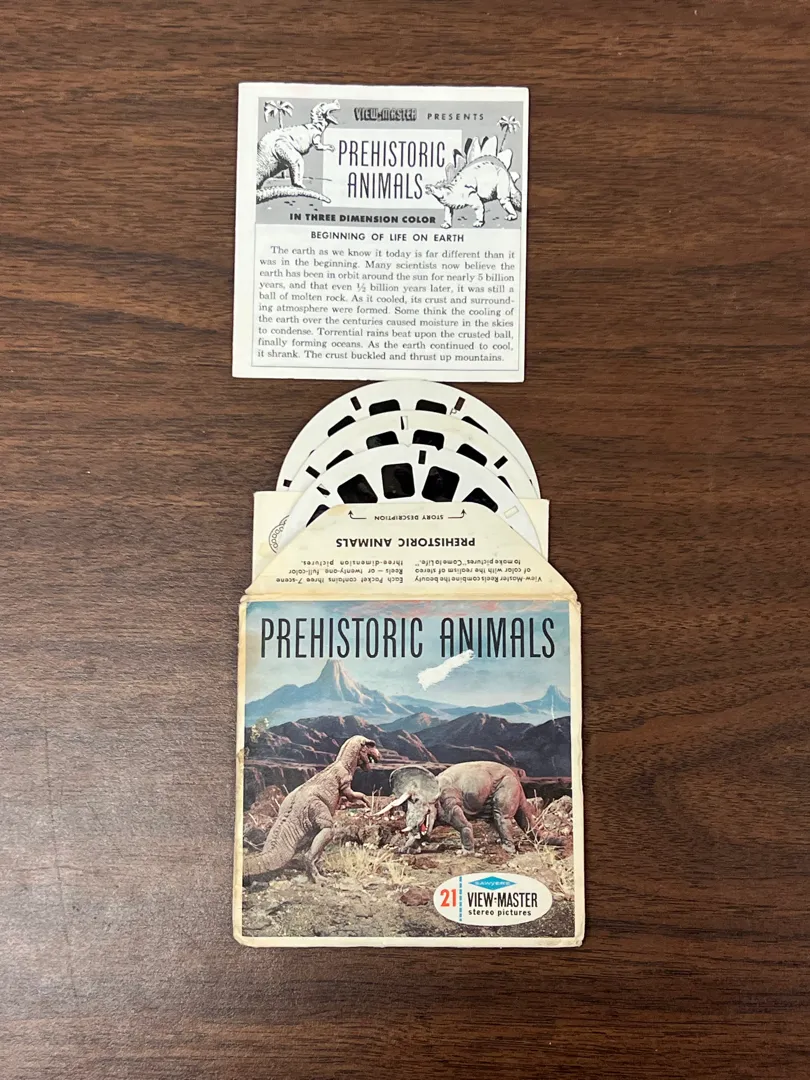 VIEW-MASTER PRESENTS
PREHISTORIC
ANIMALS
IN THREE DIMENSION COLOR
BEGINNING OF LIFE ON EARTH
The earth as we know it today is far different than it
was in the beginning. Many scientists now believe the
earth has been in orbit around the sun for nearly 5 billion
years, and that even ½ billion years later, it was still a
ball of molten rock. As it cooled, its crust and surround-
ing atmosphere were formed. Some think the cooling of
the earth over the centuries caused moisture in the skies
to condense. Torrential rains beat upon the crusted ball,
finally forming oceans. As the earth continued to cool,
it shrank. The crust buckled and thrust up mountains.
STORY DESCRIPTION
PREHISTORIC ANIMALS
View-Master Reels combine the beauty
of color with the realism of stereo
to make pictures "Come to Life".
Each Packet contains three 7-scene
Reels — or twenty-one full-color
three-dimension pictures.
PREHISTORIC ANIMALS
21
SAWYER'S
VIEW-MASTER
stereo pictures